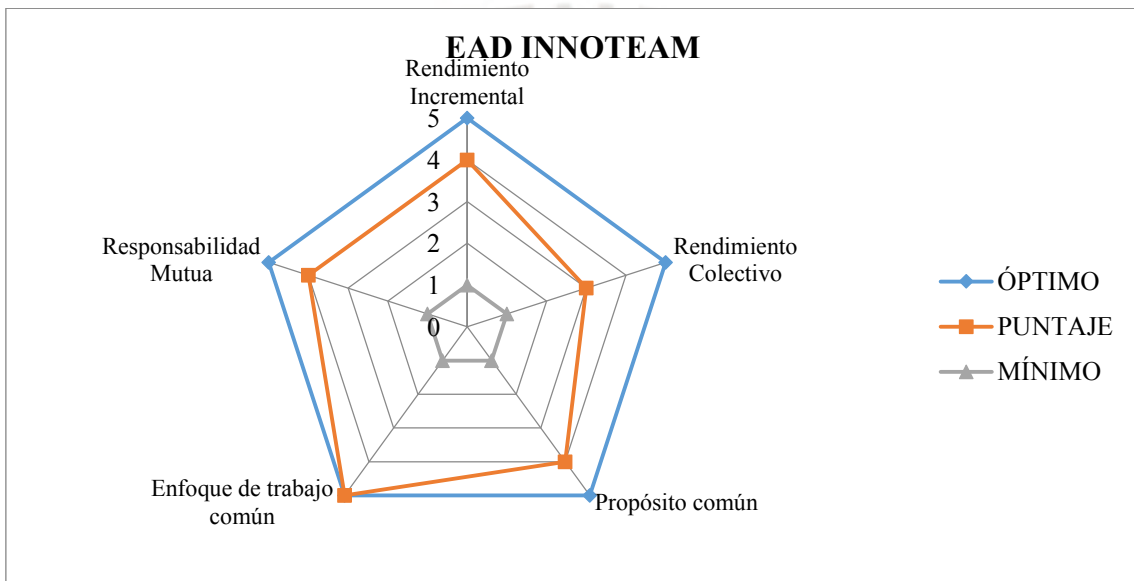 EAD INNOTEAM
Rendimiento
Incremental
5
4
3
2
1
0
Rendimiento
Colectivo
Propósito común
Enfoque de trabajo
común
Responsabilidad
Mutua
ÓPTIMO
PUNTAJE
MÍNIMO